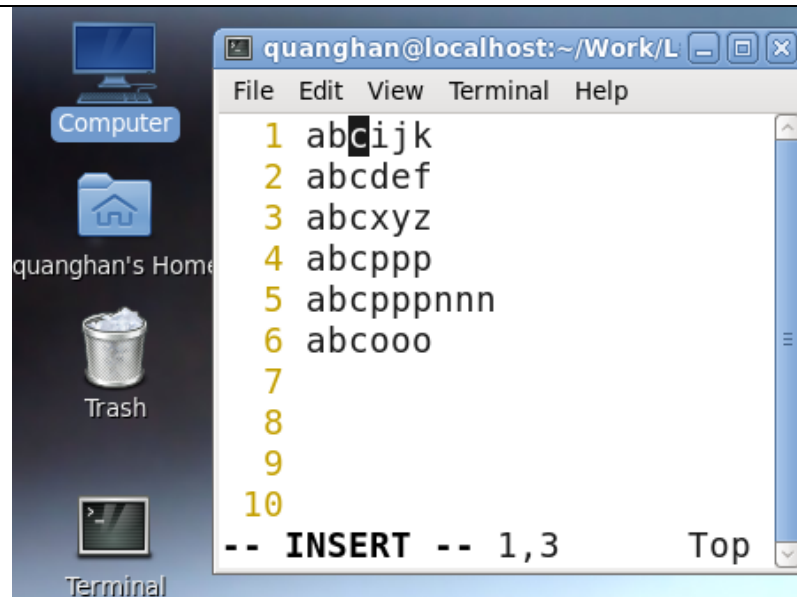 Computer
quanghan's Home
Trash
Terminal
quanghan@localhost:~/Work/L
File Edit View Terminal Help
1 abcijk
2 abcdef
3 abcxyz
4 abcppp
5 abcpppnnn
6 abcooo
7
8
9
10
-- INSERT -- 1,3 Top